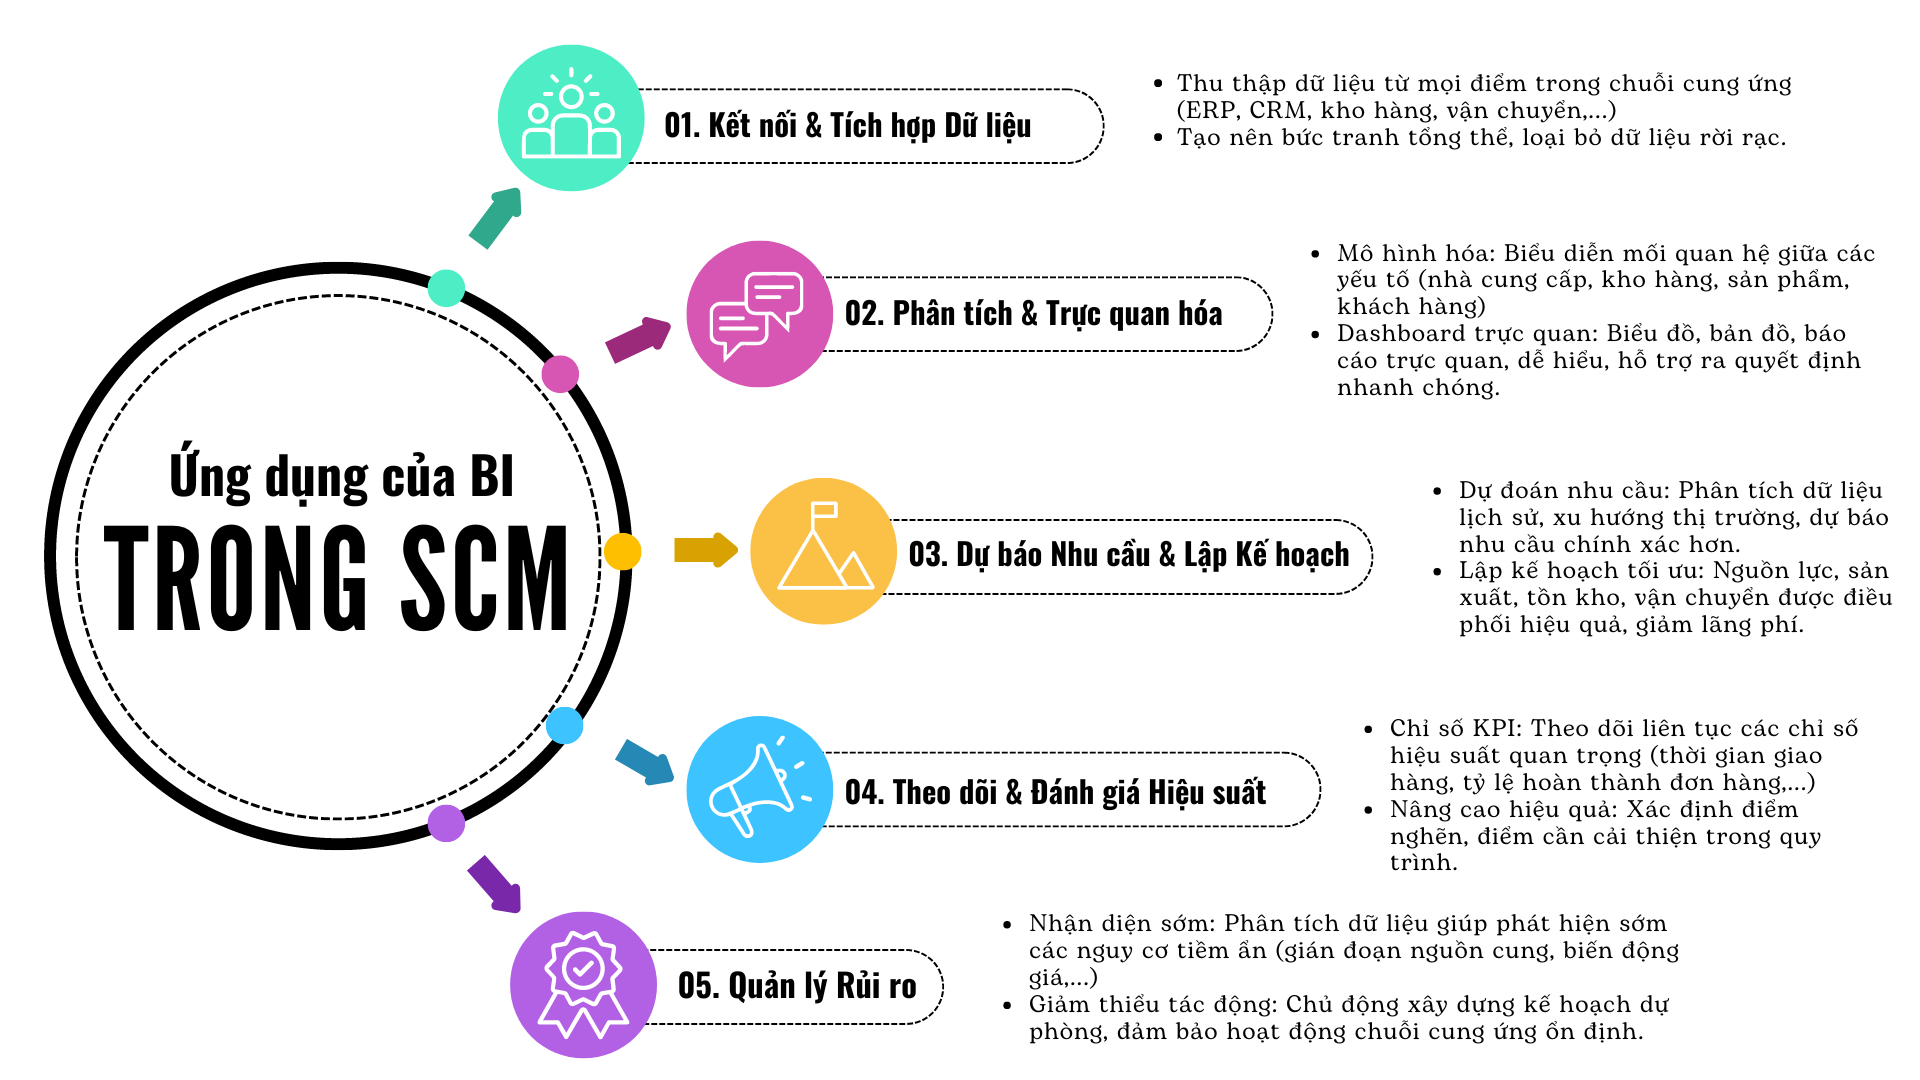 Ứng dụng của BI
TRONG SCM
01. Kết nối & Tích hợp Dữ liệu
• Thu thập dữ liệu từ mọi điểm trong chuỗi cung ứng
(ERP, CRM, kho hàng, vận chuyển,...)
• Tạo nên bức tranh tổng thể, loại bỏ dữ liệu rời rạc.
02. Phân tích & Trực quan hóa
• Mô hình hóa: Biểu diễn mối quan hệ giữa các
yếu tố (nhà cung cấp, kho hàng, sản phẩm,
khách hàng)
• Dashboard trực quan: Biểu đồ, bản đồ, báo
cáo trực quan, dễ hiểu, hỗ trợ ra quyết định
nhanh chóng.
03. Dự báo Nhu cầu & Lập Kế hoạch
• Dự đoán nhu cầu: Phân tích dữ liệu
lịch sử, xu hướng thị trường, dự báo
nhu cầu chính xác hơn.
• Lập kế hoạch tối ưu: Nguồn lực, sản
xuất, tồn kho, vận chuyển được điều
phối hiệu quả, giảm lãng phí.
04. Theo dõi & Đánh giá Hiệu suất
• Chỉ số KPI: Theo dõi liên tục các chỉ số
hiệu suất quan trọng (thời gian giao
hàng, tỷ lệ hoàn thành đơn hàng,...)
• Nâng cao hiệu quả: Xác định điểm
nghẽn, điểm cần cải thiện trong quy
trình.
05. Quản lý Rủi ro
• Nhận diện sớm: Phân tích dữ liệu giúp phát hiện sớm
các nguy cơ tiềm ẩn (gián đoạn nguồn cung, biến động
giá,...)
• Giảm thiểu tác động: Chủ động xây dựng kế hoạch dự
phòng, đảm bảo hoạt động chuỗi cung ứng ổn định.